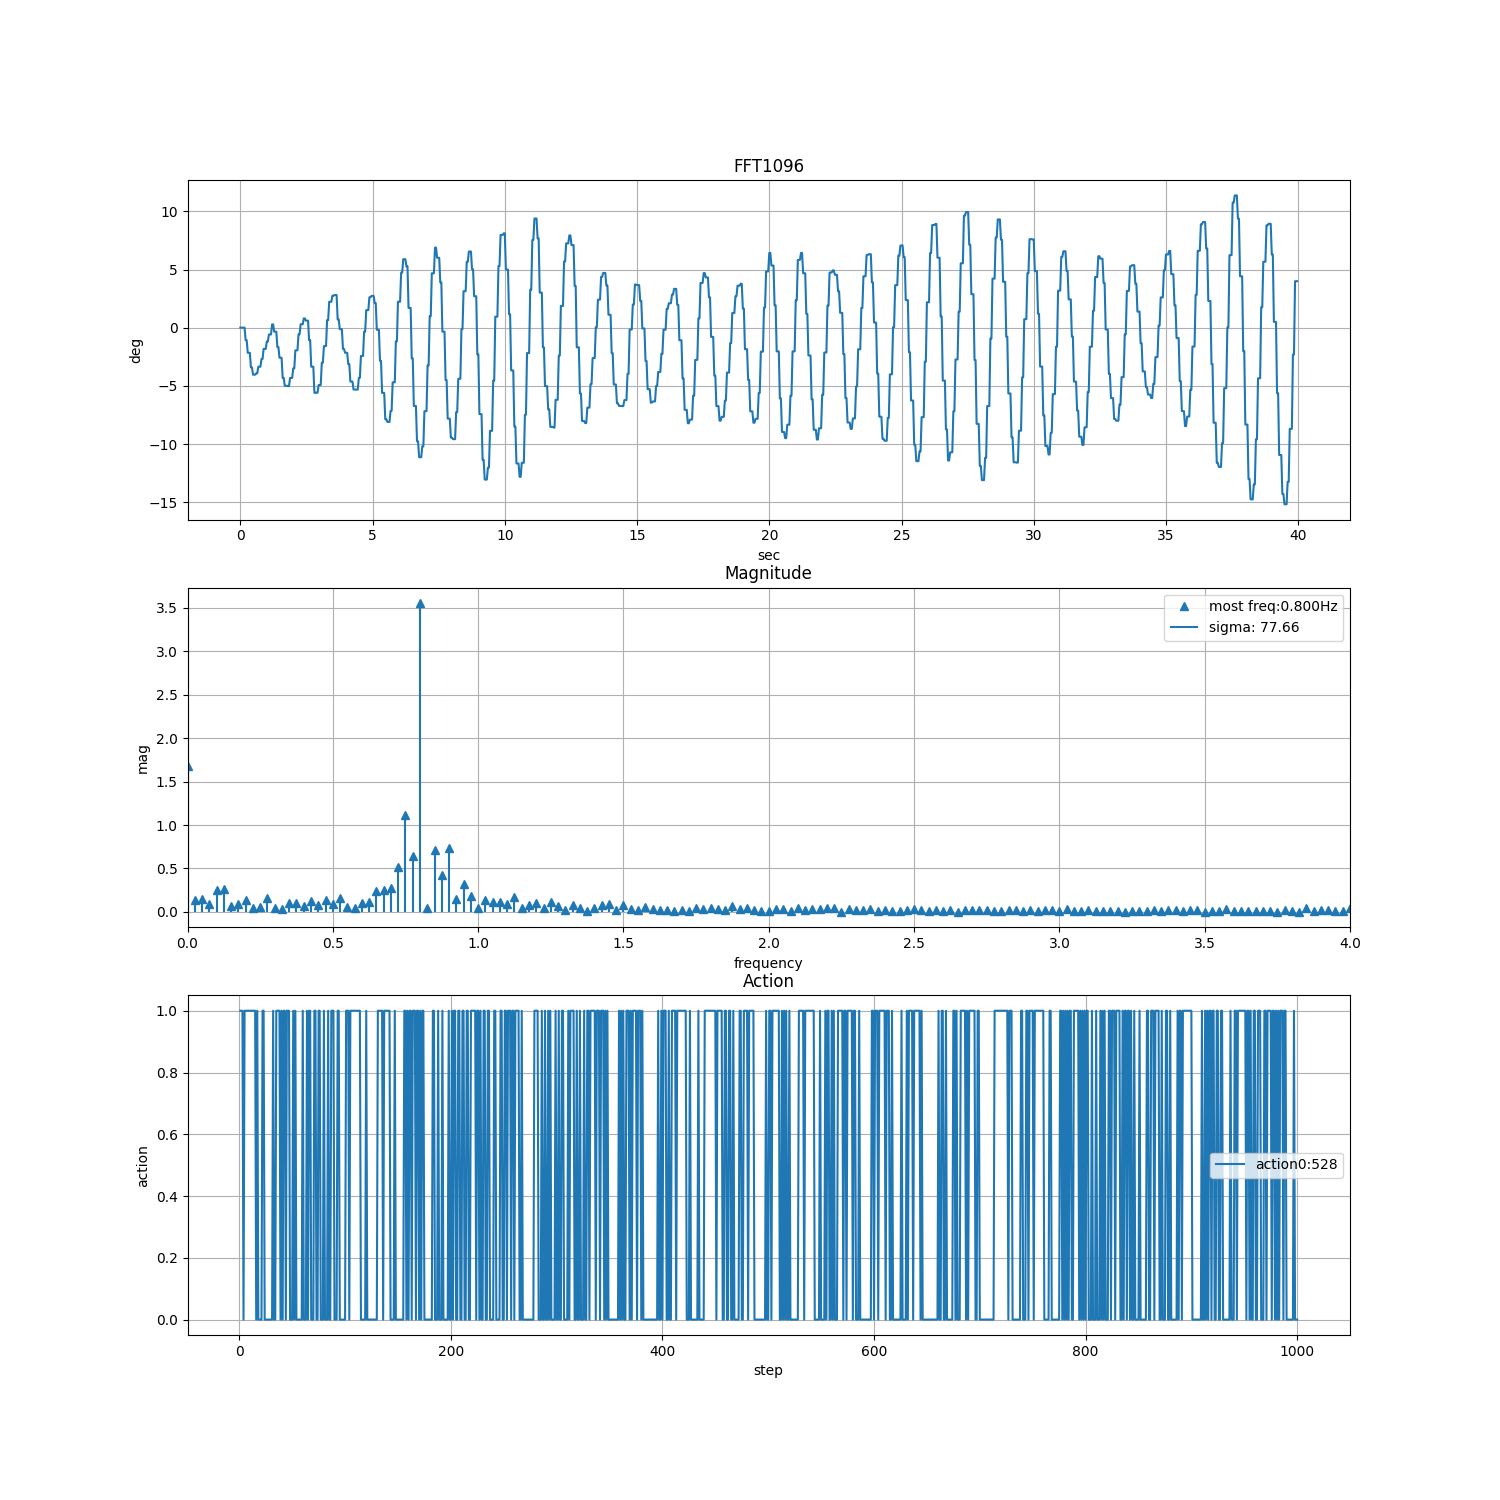 FFT1096
10
5
0
−5
−10
−15
deg
0 5 10 15 20 25 30 35 40
sec
Magnitude
most freq:0.800Hz
sigma: 77.66
3.5
3.0
2.5
2.0
1.5
1.0
0.5
0.0
mag
0.0 0.5 1.0 1.5 2.0 2.5 3.0 3.5 4.0
frequency
Action
1.0
0.8
0.6
0.4
0.2
0.0
action
action0:528
0 200 400 600 800 1000
step